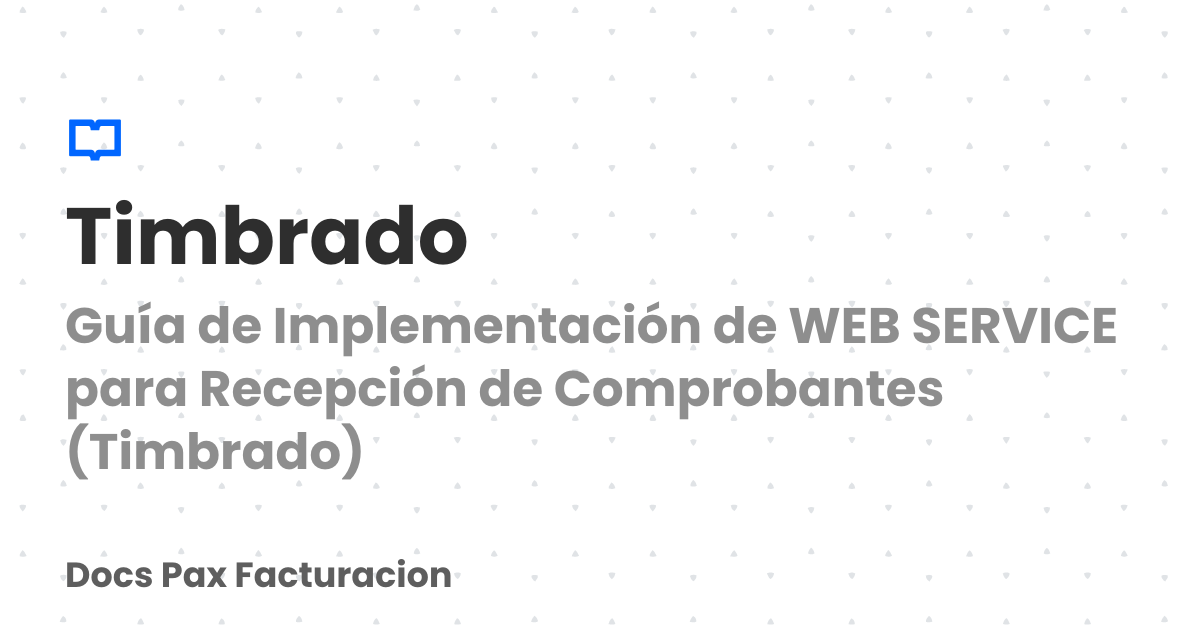 Timbrado
Guía de Implementación de WEB SERVICE
para Recepción de Comprobantes
(Timbrado)
Docs Pax Facturacion